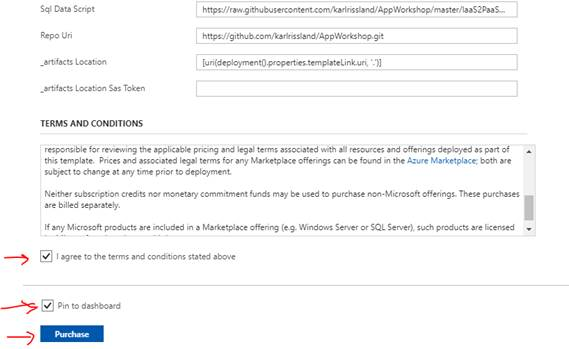 Sql Data Script
https://raw.githubusercontent.com/karlrissland/AppWorkshop/master/IaaS2PaaS...
Repo Uri
https://github.com/karlrissland/AppWorkshop.git
_artifacts Location
[uri(deployment().properties.templateLink.uri, '.')]
_artifacts Location Sas Token
TERMS AND CONDITIONS
responsible for reviewing the applicable pricing and legal terms associated with all resources and offerings deployed as part of
this template. Prices and associated legal terms for any Marketplace offerings can be found in the Azure Marketplace; both are
subject to change at any time prior to deployment.
Neither subscription credits nor monetary commitment funds may be used to purchase non-Microsoft offerings. These purchases
are billed separately.
If any Microsoft products are included in a Marketplace offering (e.g. Windows Server or SQL Server), such products are licensed
I agree to the terms and conditions stated above
Pin to dashboard
Purchase